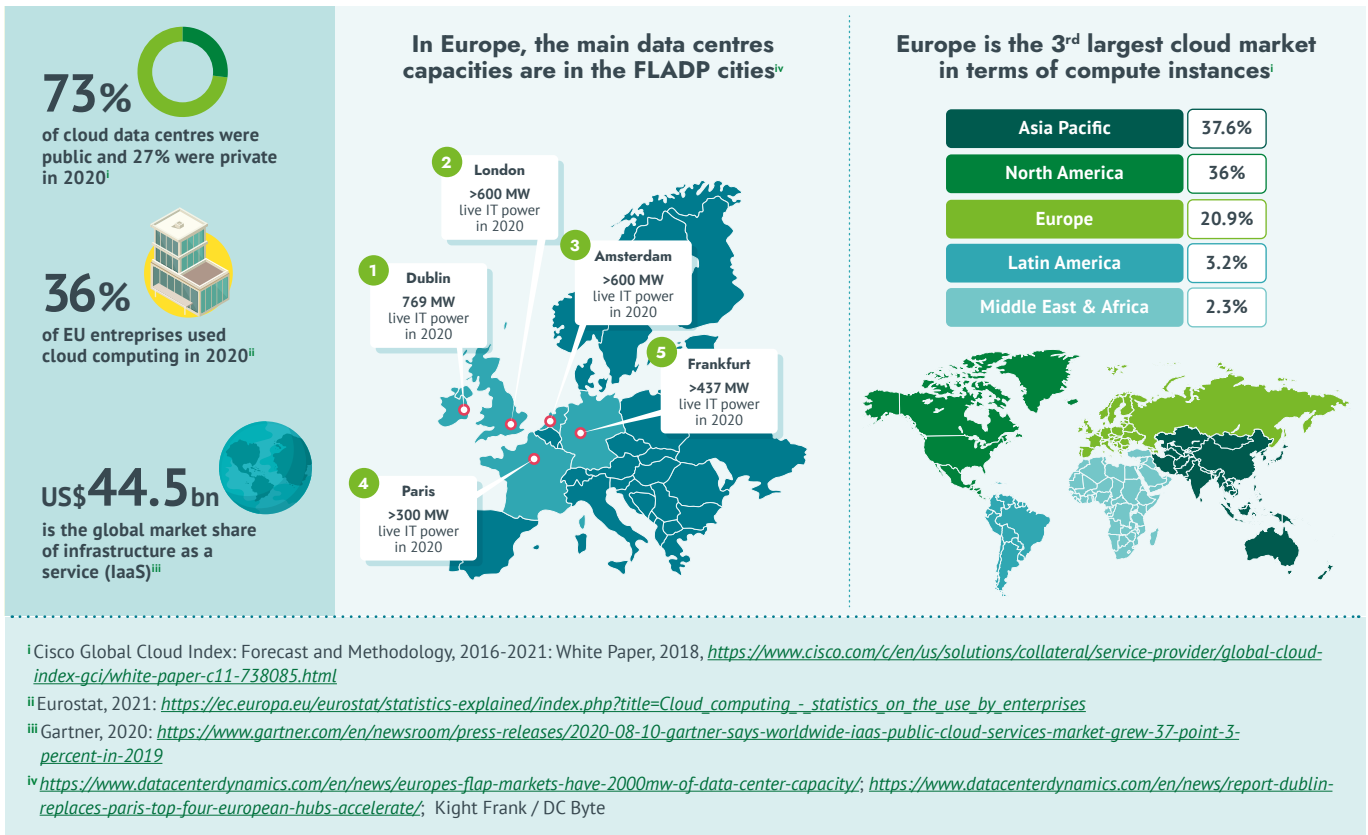 73%
of cloud data centres were
public and 27% were private
in 2020i
36%
of EU entreprises used
cloud computing in 2020ii
US$44.5bn
is the global market share
of infrastructure as a
service (IaaS)iii
In Europe, the main data centres
capacities are in the FLADP citiesiv
2
London
>600 MW
live IT power
in 2020
3
Amsterdam
>600 MW
live IT power
in 2020
1
Dublin
769 MW
live IT power
in 2020
5
Frankfurt
>437 MW
live IT power
in 2020
4
Paris
>300 MW
live IT power
in 2020
Europe is the 3rd largest cloud market
in terms of compute instancesi
Asia Pacific 37.6%
North America 36%
Europe 20.9%
Latin America 3.2%
Middle East & Africa 2.3%
i Cisco Global Cloud Index: Forecast and Methodology, 2016-2021: White Paper, 2018, https://www.cisco.com/c/en/us/solutions/collateral/service-provider/global-cloud-
index-gci/white-paper-c11-738085.html
ii Eurostat, 2021: https://ec.europa.eu/eurostat/statistics-explained/index.php?title=Cloud_computing_-_statistics_on_the_use_by_enterprises
iii Gartner, 2020: https://www.gartner.com/en/newsroom/press-releases/2020-08-10-gartner-says-worldwide-iaas-public-cloud-services-market-grew-37-point-3-
percent-in-2019
iv https://www.datacenterdynamics.com/en/news/europes-flap-markets-have-2000mw-of-data-center-capacity/; https://www.datacenterdynamics.com/en/news/report-dublin-
replaces-paris-top-four-european-hubs-accelerate/; Kight Frank / DC Byte